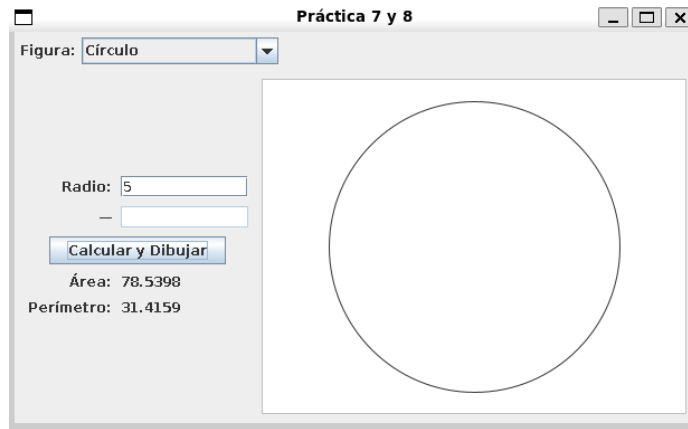 Práctica 7 y 8
Figura: Círculo
Radio: 5
—
Calcular y Dibujar
Área: 78.5398
Perímetro: 31.4159